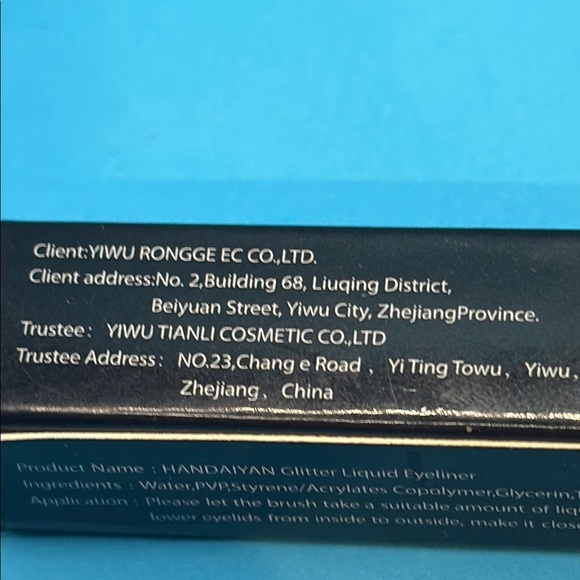 Client:YIWU RONGGE EC CO.,LTD.
Client address:No. 2,Building 68, Liuqing District,
Beiyuan Street, Yiwu City, ZhejiangProvince.
Trustee： YIWU TIANLI COSMETIC CO.,LTD
Trustee Address： NO.23,Chang e Road 、 Yi Ting Towu、 Yiwu、
Zhejiang、 China
Product Name : HANDAIYAN Glitter Liquid Eyeliner
Ingredients : Water,PVP,Styrene/Acrylates Copolymer,Glycerin,
Application : Please let the brush take a suitable amount of
lower eyelids from inside to outside, make it